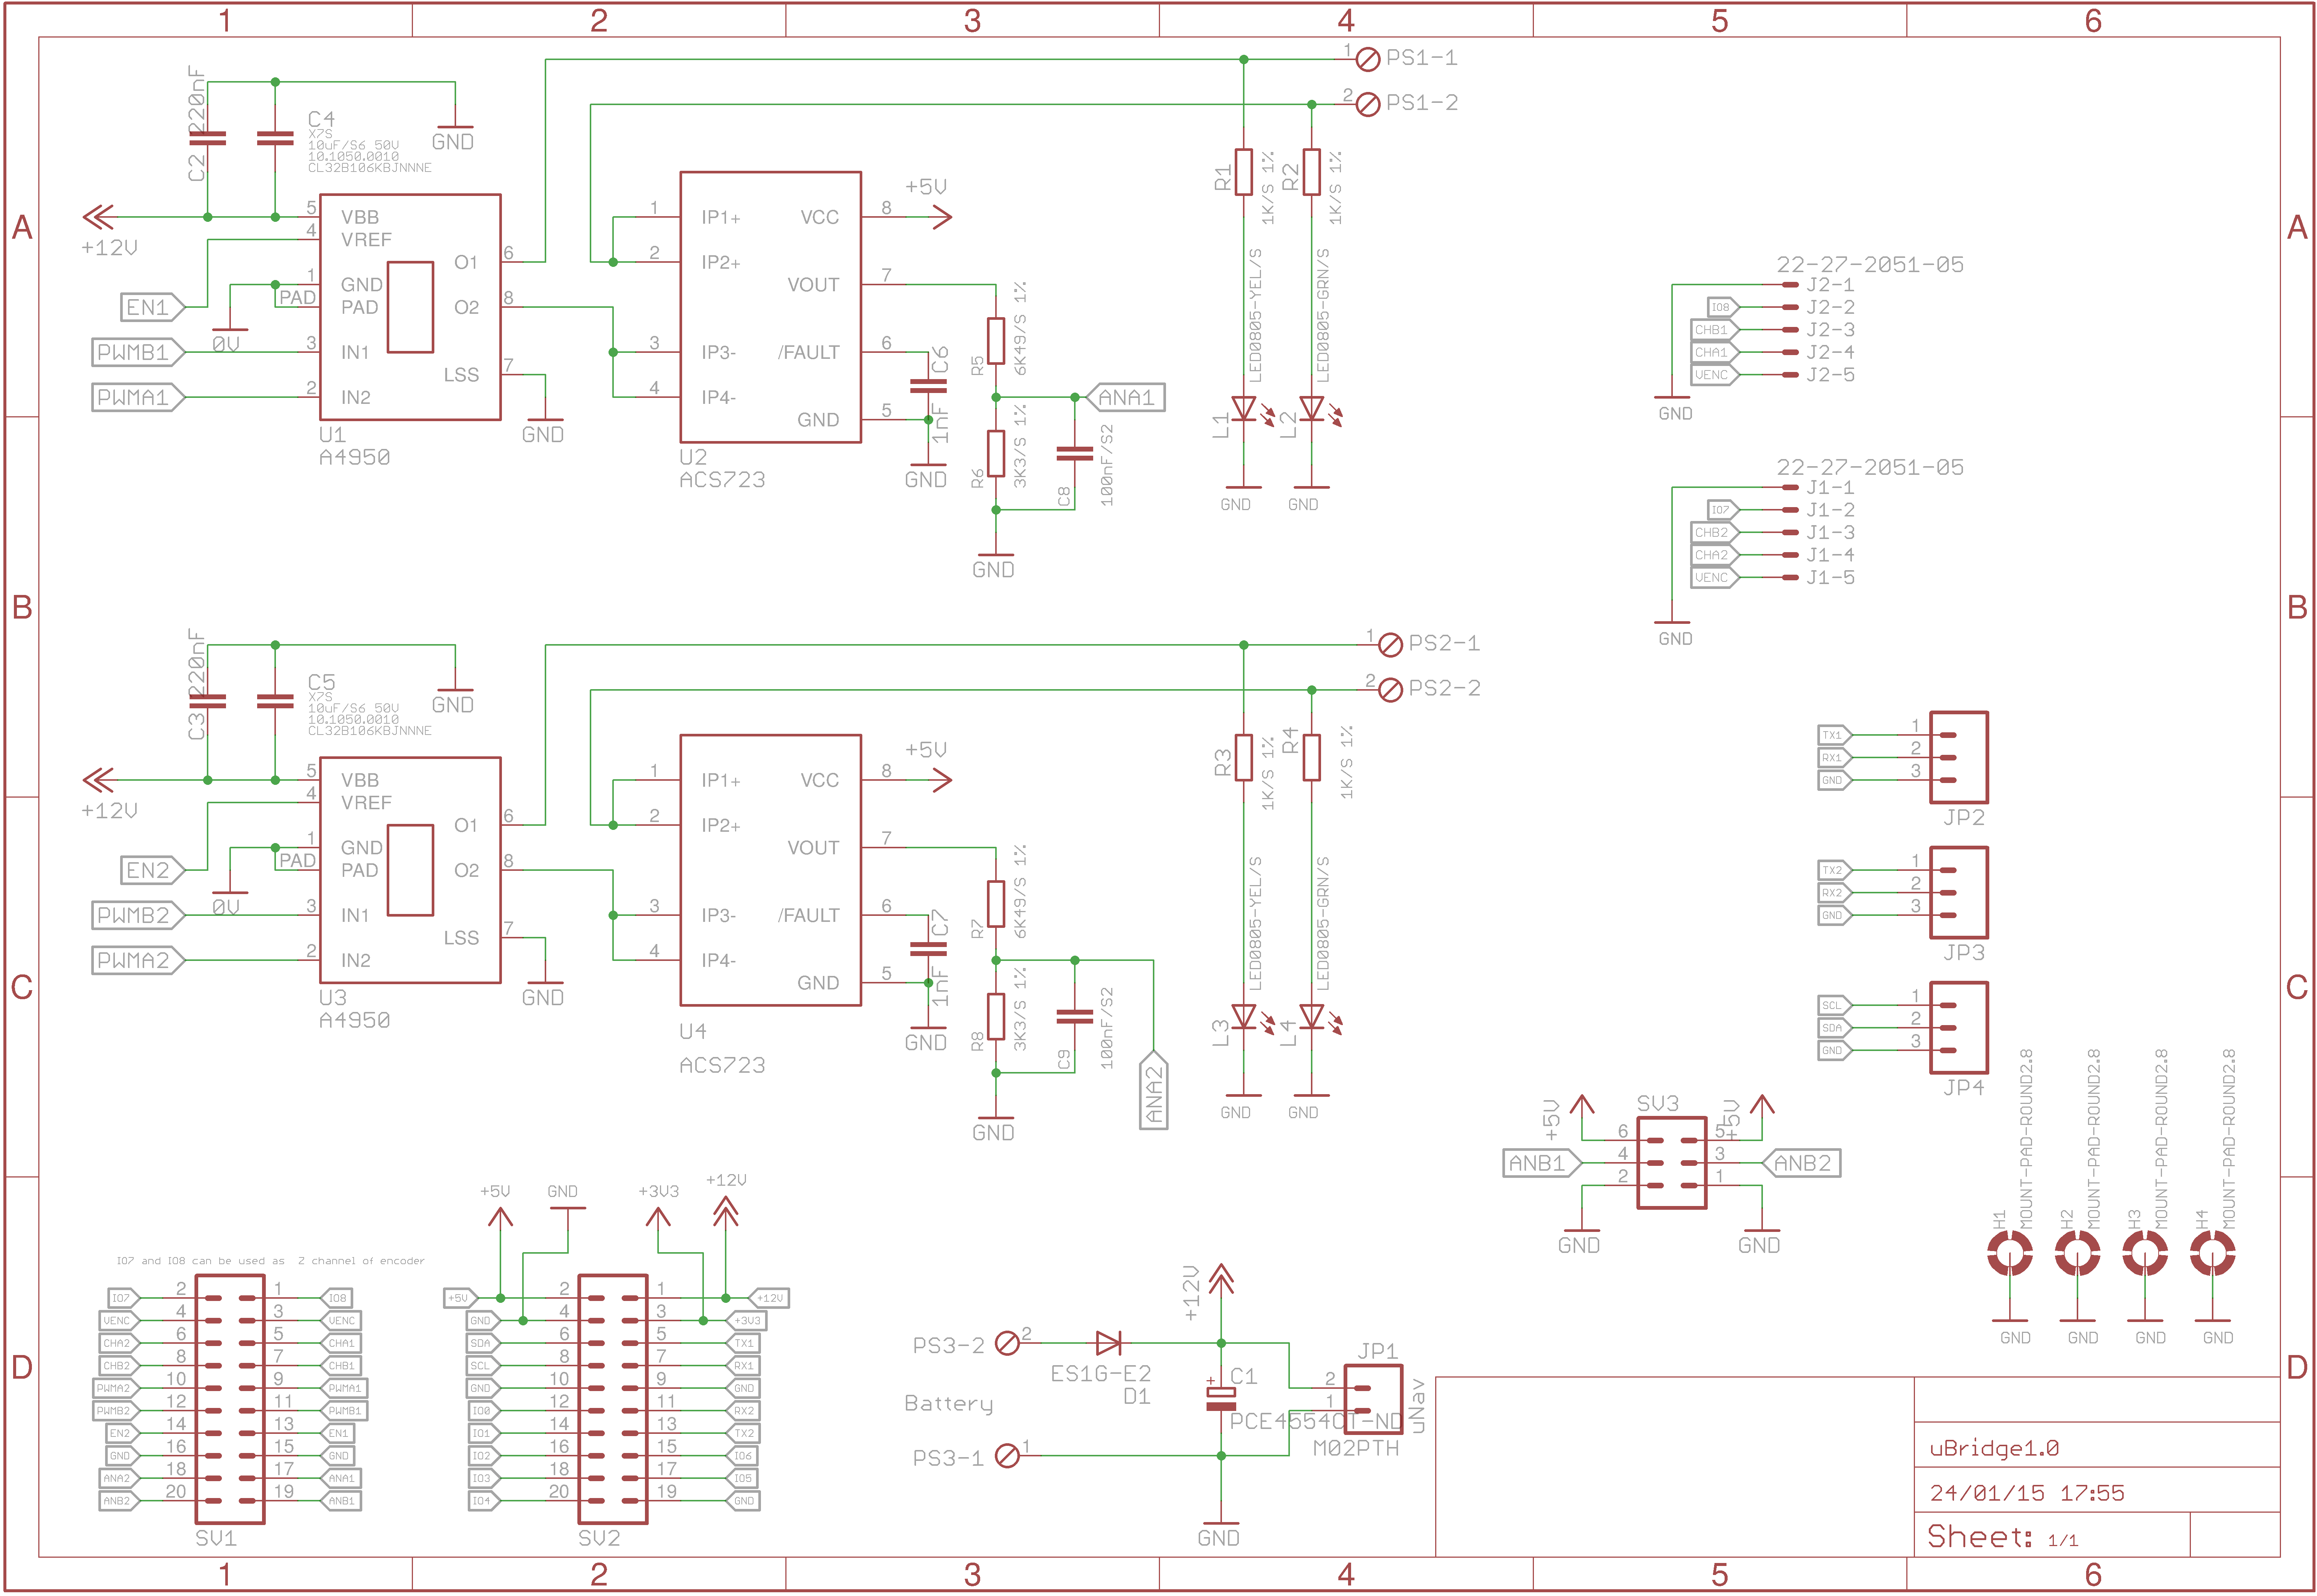 1 2 3 4 5 6
A
B
C
D
A
B
C
D
1 2 3 4 5 6
220nF
C2
C4
X7S
10uF/S6 50V
10.1050.0010
CL32B106KBJNNNE
GND
+12V
EN1
PWMB1
PWMA1
0V
PAD
5 VBB
4 VREF
1 GND
PAD
3 IN1
2 IN2
O1 6
O2 8
LSS 7
U1
A4950
GND
1 IP1+
2 IP2+
3 IP3-
4 IP4-
VCC 8
VOUT 7
/FAULT 6
GND 5
U2
ACS723
+5V
C6
1nF
GND
R5
6K49/S 1%
R6
3K3/S 1%
ANA1
C8
100nF/S2
GND
1 PS1-1
2 PS1-2
R1
1K/S 1%
R2
1K/S 1%
LED0805-YEL/S
LED0805-GRN/S
L1
L2
GND
GND
22-27-2051-05
J2-1
IO8 J2-2
CHB1 J2-3
CHA1 J2-4
VENC J2-5
GND
22-27-2051-05
J1-1
IO7 J1-2
CHB2 J1-3
CHA2 J1-4
VENC J1-5
GND
220nF
C3
C5
X7S
10uF/S6 50V
10.1050.0010
CL32B106KBJNNNE
GND
+12V
EN2
PWMB2
PWMA2
0V
PAD
5 VBB
4 VREF
1 GND
PAD
3 IN1
2 IN2
O1 6
O2 8
LSS 7
U3
A4950
GND
1 IP1+
2 IP2+
3 IP3-
4 IP4-
VCC 8
VOUT 7
/FAULT 6
GND 5
U4
ACS723
+5V
C7
1nF
GND
R7
6K49/S 1%
R8
3K3/S 1%
ANA2
C9
100nF/S2
GND
1 PS2-1
2 PS2-2
R3
1K/S 1%
R4
1K/S 1%
LED0805-YEL/S
LED0805-GRN/S
L3
L4
GND
GND
TX1 1
RX1 2
GND 3
JP2
TX2 1
RX2 2
GND 3
JP3
SCL 1
SDA 2
GND 3
JP4
SV3
+5V 6 5 +5V
ANB1 4 3 ANB2
2 1
GND
GND
H1
MOUNT-PAD-ROUND2.8
H2
MOUNT-PAD-ROUND2.8
H3
MOUNT-PAD-ROUND2.8
H4
MOUNT-PAD-ROUND2.8
GND
GND
GND
GND
IO7 and IO8 can be used as Z channel of encoder
IO7 2 1 IO8
VENC 4 3 VENC
CHA2 6 5 CHA1
CHB2 8 7 CHB1
PWMA2 10 9 PWMA1
PWMB2 12 11 PWMB1
EN2 14 13 EN1
GND 16 15 GND
ANA2 18 17 ANA1
ANB2 20 19 ANB1
SV1
+5V GND +3V3 +12V
+5V 2 1 +12V
GND 4 3 +3V3
SDA 6 5 TX1
SCL 8 7 RX1
GND 10 9 GND
IO0 12 11 RX2
IO1 14 13 TX2
IO2 16 15 IO6
IO3 18 17 IO5
IO4 20 19 GND
SV2
+12V
PS3-2 2
ES1G-E2
D1
Battery
PS3-1 1
+
C1
PCE4554CT-ND
GND
JP1
2
1
M02PTH
uNav
uBridge1.0
24/01/15 17:55
Sheet: 1/1